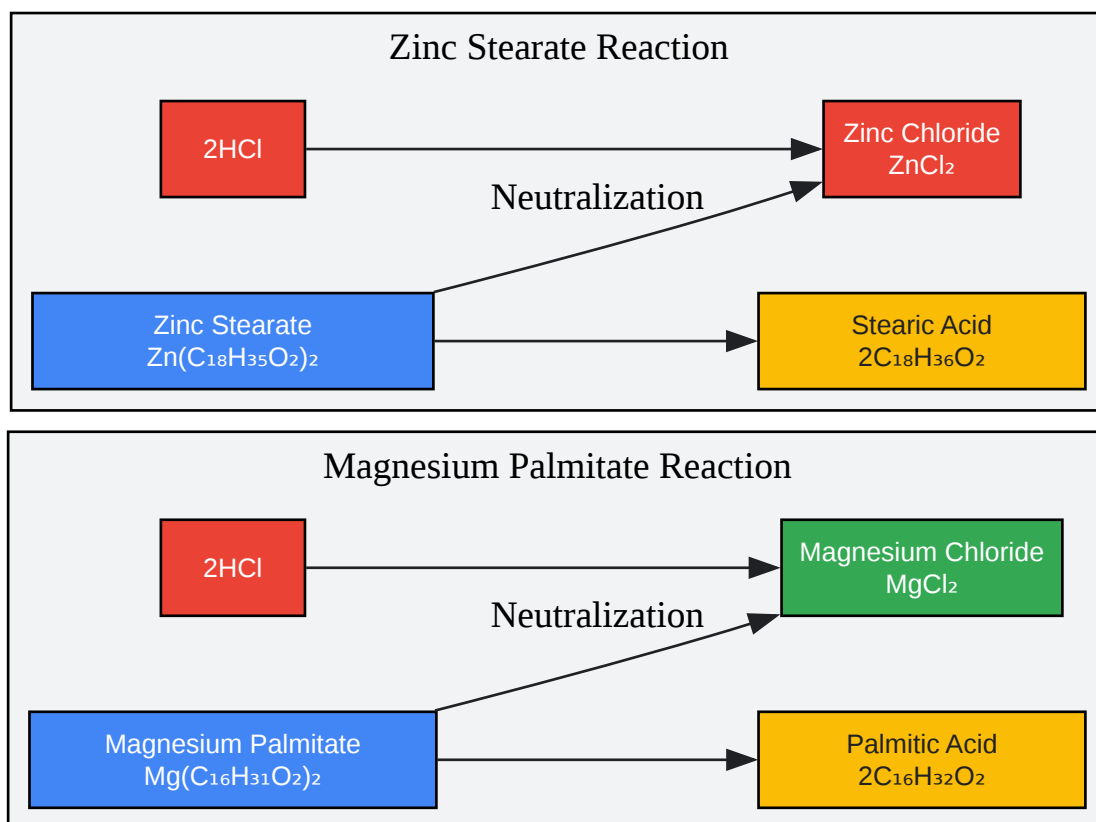 Zinc Stearate Reaction
2HCl
Zinc Chloride
ZnCl₂
Neutralization
Zinc Stearate
Zn(C₁₈H₃₅O₂)₂
Stearic Acid
2C₁₈H₃₆O₂
Magnesium Palmitate Reaction
2HCl
Magnesium Chloride
MgCl₂
Neutralization
Magnesium Palmitate
Mg(C₁₆H₃₁O₂)₂
Palmitic Acid
2C₁₆H₃₂O₂